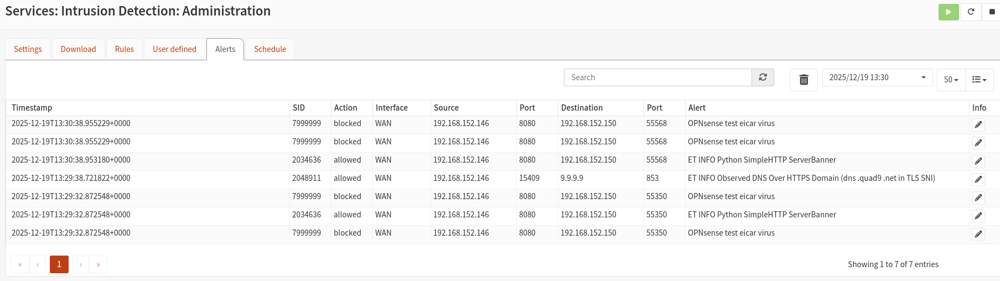 Services: Intrusion Detection: Administration
Settings Download Rules User defined Alerts Schedule
Search 2025/12/19 13:30 50
Timestamp SID Action Interface Source Port Destination Port Alert Info
2025-12-19T13:30:38.955229+0000 7999999 blocked WAN 192.168.152.146 8080 192.168.152.150 55568 OPNsense test eicar virus
2025-12-19T13:30:38.955229+0000 7999999 blocked WAN 192.168.152.146 8080 192.168.152.150 55568 OPNsense test eicar virus
2025-12-19T13:30:38.953180+0000 2034636 allowed WAN 192.168.152.146 8080 192.168.152.150 55568 ET INFO Python SimpleHTTP ServerBanner
2025-12-19T13:29:38.721822+0000 2048911 allowed WAN 192.168.152.146 15409 9.9.9.9 853 ET INFO Observed DNS Over HTTPS Domain (dns .quad9 .net in TLS SNI)
2025-12-19T13:29:32.872548+0000 7999999 blocked WAN 192.168.152.146 8080 192.168.152.150 55350 OPNsense test eicar virus
2025-12-19T13:29:32.872548+0000 2034636 allowed WAN 192.168.152.146 8080 192.168.152.150 55350 ET INFO Python SimpleHTTP ServerBanner
2025-12-19T13:29:32.872548+0000 7999999 blocked WAN 192.168.152.146 8080 192.168.152.150 55350 OPNsense test eicar virus
« ‹ 1 › » Showing 1 to 7 of 7 entries